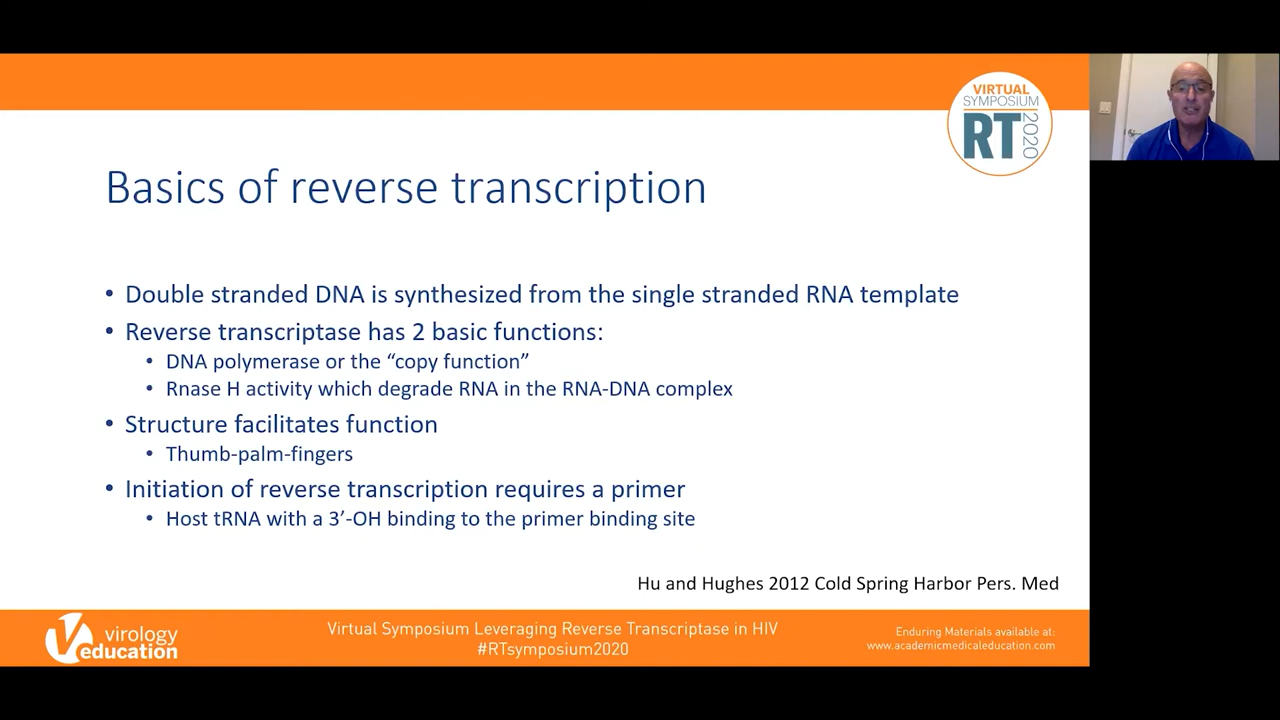 VIRTUAL
SYMPOSIUM
RT
2020
Basics of reverse transcription
• Double stranded DNA is synthesized from the single stranded RNA template
• Reverse transcriptase has 2 basic functions:
• DNA polymerase or the “copy function”
• Rnase H activity which degrade RNA in the RNA-DNA complex
• Structure facilitates function
• Thumb-palm-fingers
• Initiation of reverse transcription requires a primer
• Host tRNA with a 3’-OH binding to the primer binding site
Hu and Hughes 2012 Cold Spring Harbor Pers. Med
virology
education
Virtual Symposium Leveraging Reverse Transcriptase in HIV
#RTsymposium2020
Enduring Materials available at:
www.academicmedicaleducation.com